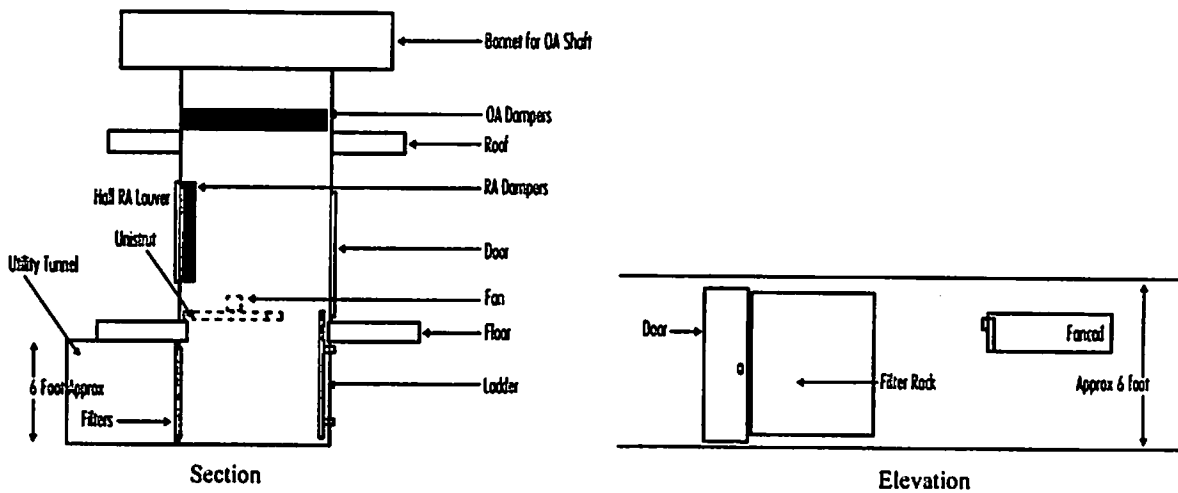 Bonnet for OA Shaft
OA Dampers
Roof
RA Dampers
Hall RA Louver
Unistrut
Door
Utility Tunnel
Fan
Floor
6 Foot Approx
Ladder
Filters
Section
Door
Fancoil
Filter Rack
Approx 6 foot
Elevation